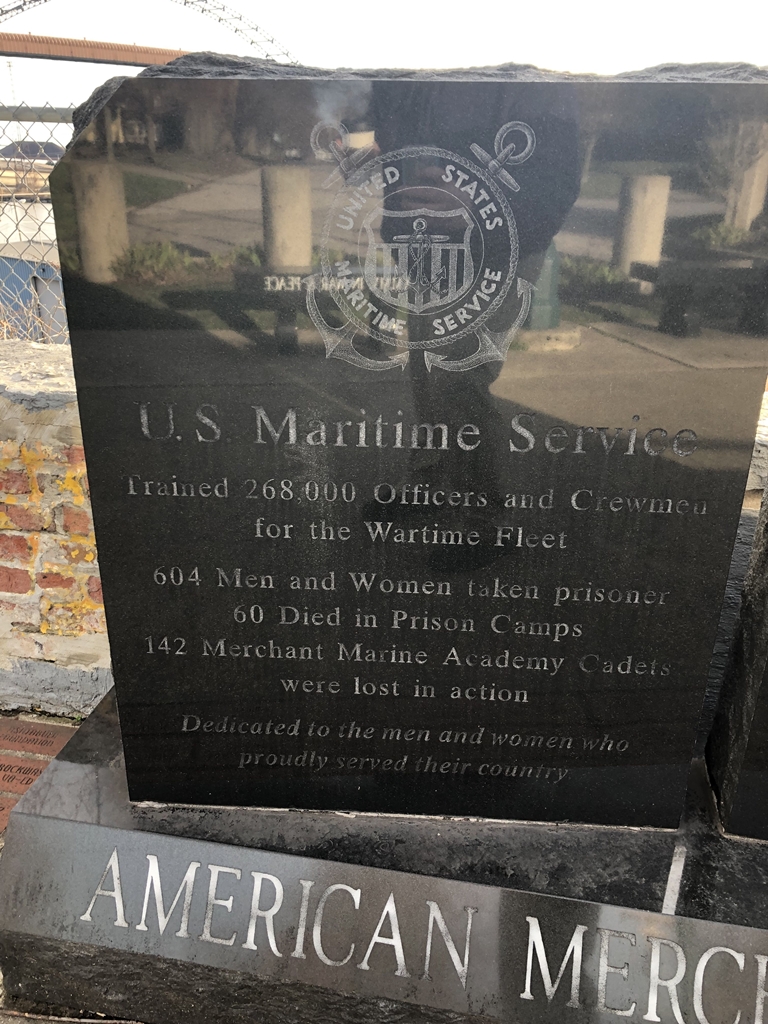 UNITED STATES
MARITIME SERVICE
U.S. Maritime Service
Trained 268,000 Officers and Crewmen
for the Wartime Fleet
604 Men and Women taken prisoner
60 Died in Prison Camps
142 Merchant Marine Academy Cadets
were lost in action
Dedicated to the men and women who
proudly served their country
AMERICAN MERC